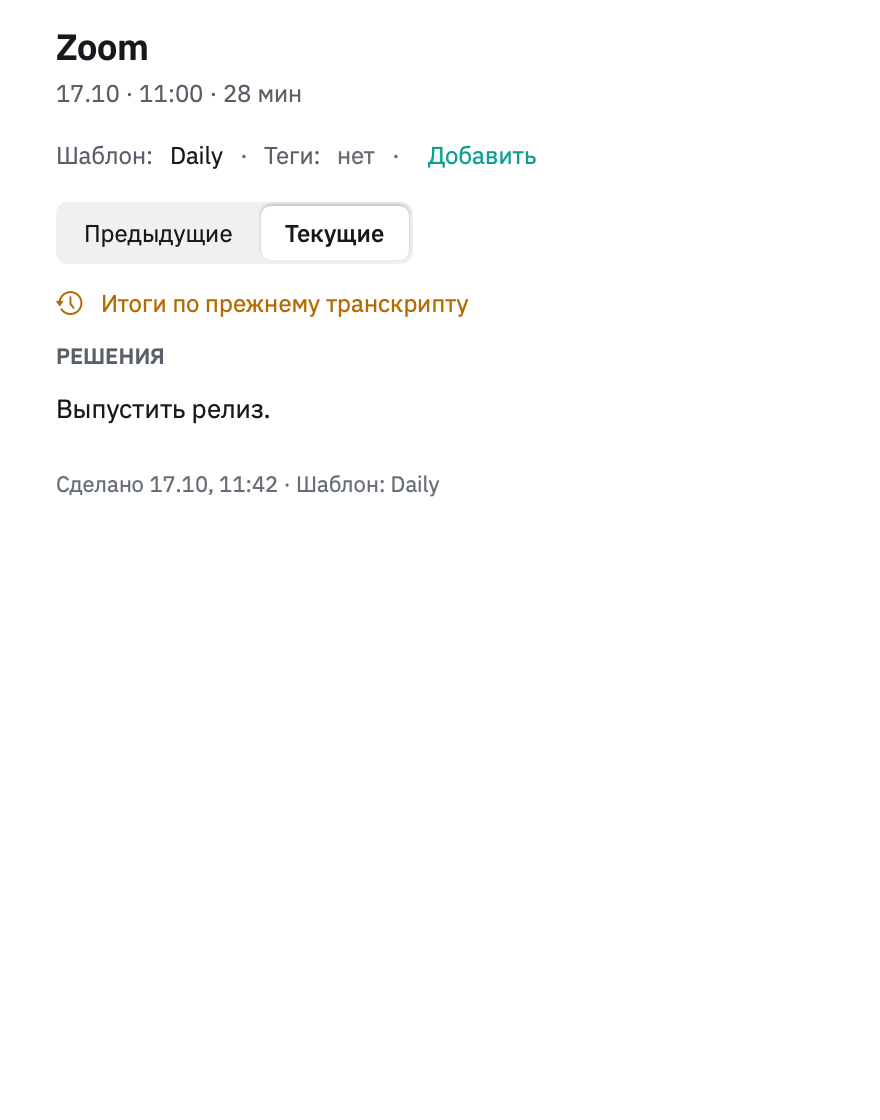 Zoom
17.10 · 11:00 · 28 мин
Шаблон: Daily · Теги: нет · Добавить
Предыдущие Текущие
Итоги по прежнему транскрипту
РЕШЕНИЯ
Выпустить релиз.
Сделано 17.10, 11:42 · Шаблон: Daily